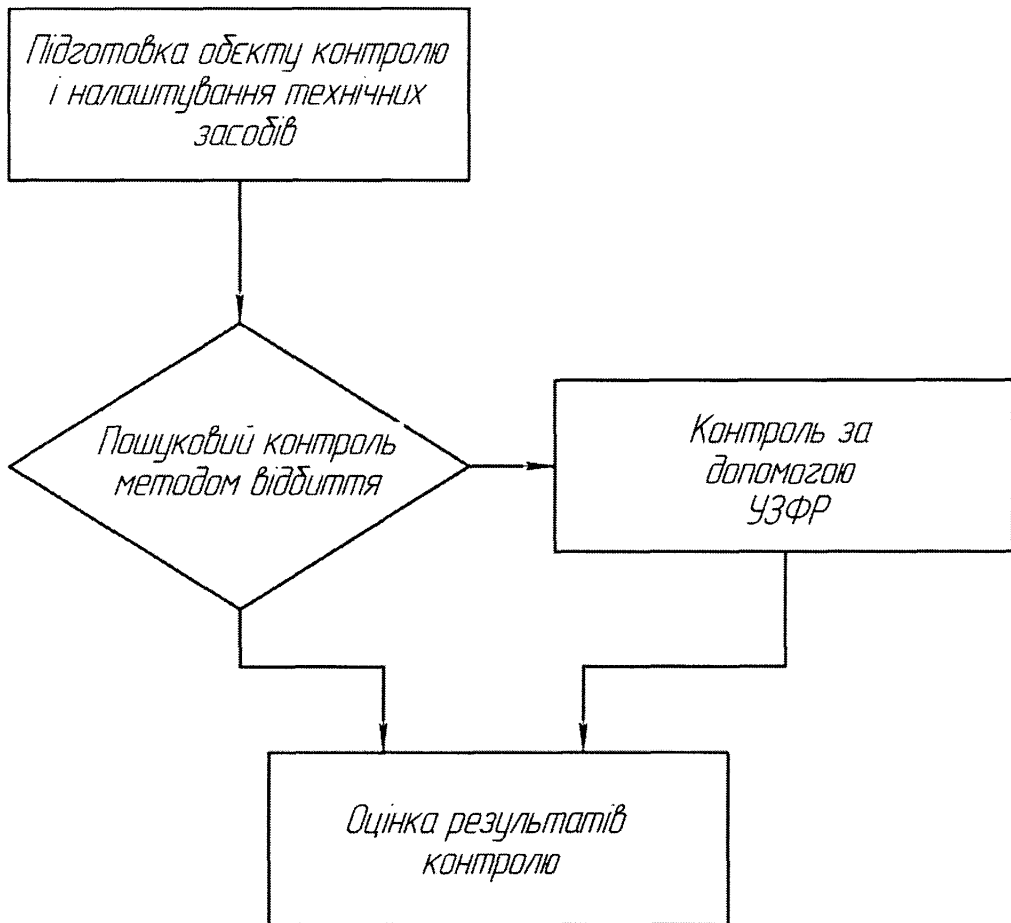 Підготовка обєкту контролю
і налаштування технічних
засобів
Пошуковий контроль
методом відбиття
Контроль за
допомогою
УЗФР
Оцінка результатів
контролю